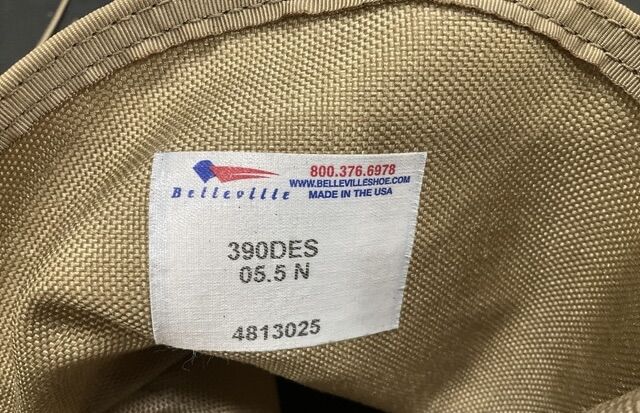 Belleville
800.376.6978
WWW.BELLEVILLESHOE.COM
MADE IN THE USA
390DES
05.5 N
4813025